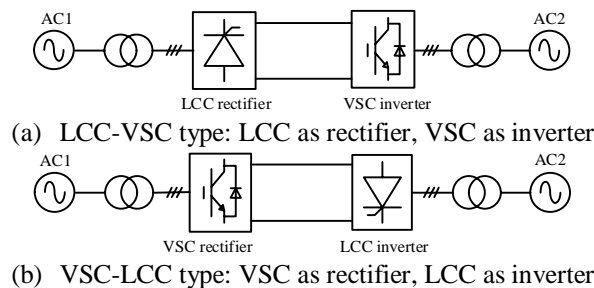 AC1 AC2
LCC rectifier VSC inverter
(a) LCC-VSC type: LCC as rectifier, VSC as inverter
AC1 AC2
VSC rectifier LCC inverter
(b) VSC-LCC type: VSC as rectifier, LCC as inverter